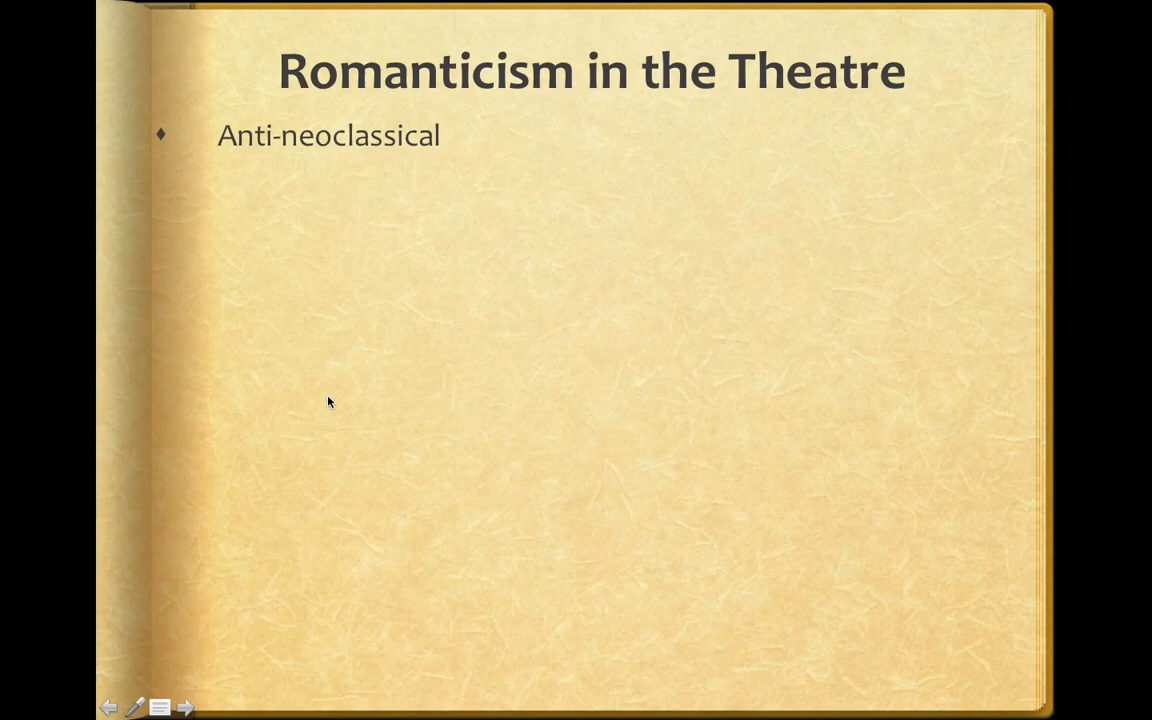 Romanticism in the Theatre
♦ Anti-neoclassical